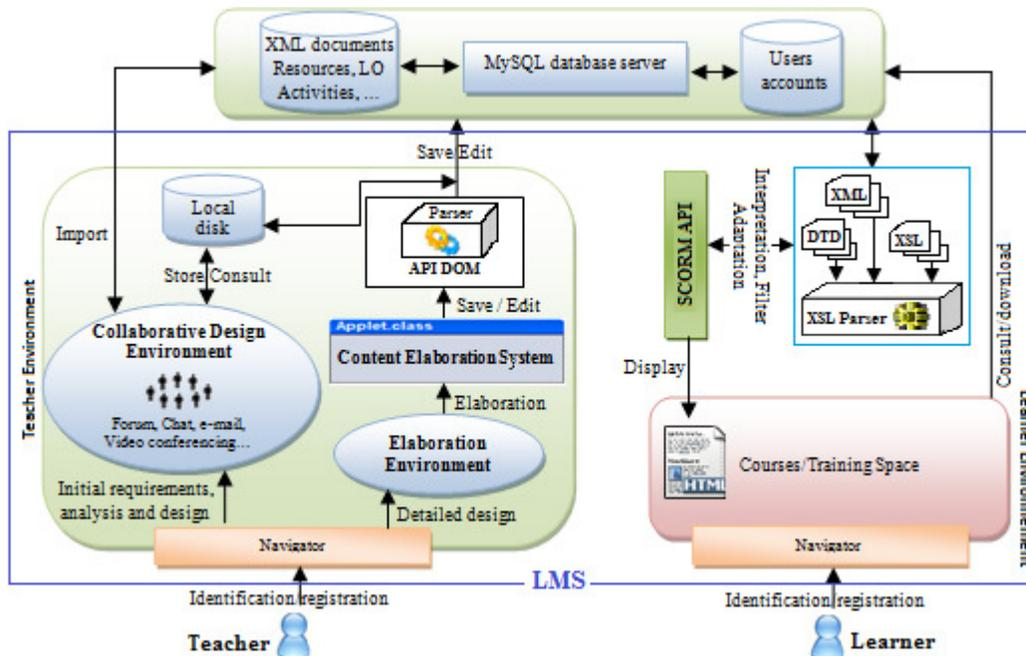 XML documents
Resources, LO
Activities, ...
MySQL database server
Users
accounts
Save Edit
Import
Local
disk
Store/Consult
Parser
API DOM
Save / Edit
Applet.class
Content Elaboration System
Elaboration
Elaboration
Environment
Detailed design
Collaborative Design
Environment
Forum, Chat, e-mail,
Video conferencing...
Initial requirements,
analysis and design
Navigator
Teacher Environment
SCORM API
Interpretation, Filter
Adaptation
XML
DTD
XSL
XSL Parser
Consult/download
Display
HTML
Courses/Training Space
Navigator
Learner Environnement
LMS
Identification/registration
Teacher
Identification/registration
Learner